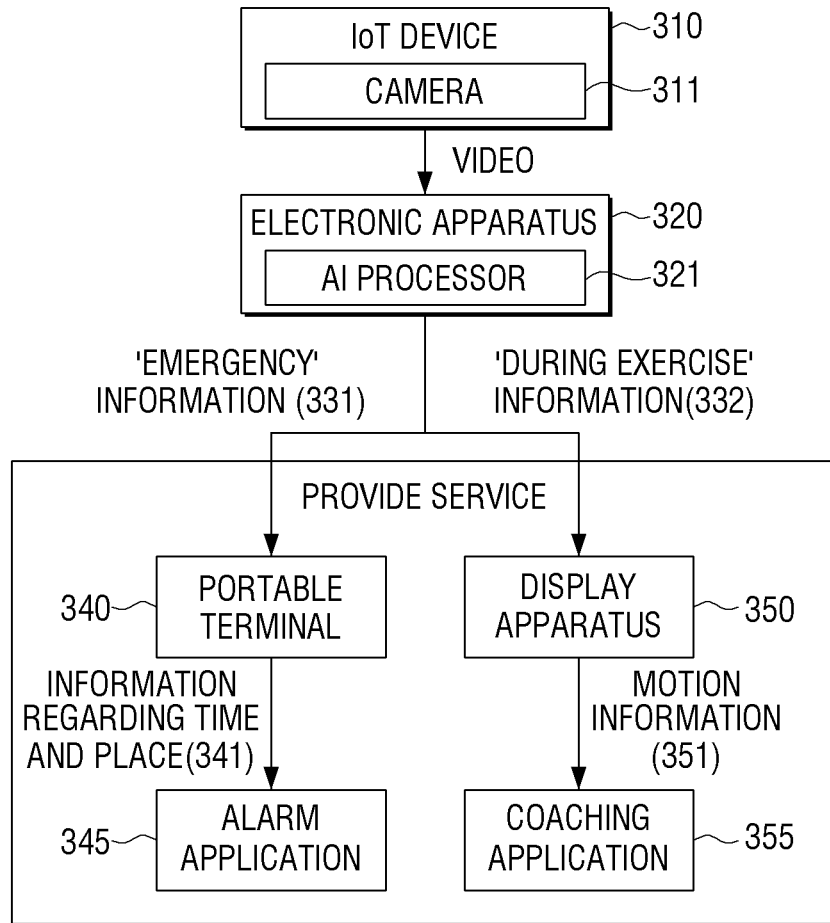 IoT DEVICE
310
CAMERA
311
VIDEO
ELECTRONIC APPARATUS
320
AI PROCESSOR
321
'EMERGENCY'
INFORMATION (331)
'DURING EXERCISE'
INFORMATION(332)
PROVIDE SERVICE
340
PORTABLE
TERMINAL
DISPLAY
APPARATUS
350
INFORMATION
REGARDING TIME
AND PLACE(341)
MOTION
INFORMATION
(351)
345
ALARM
APPLICATION
COACHING
APPLICATION
355